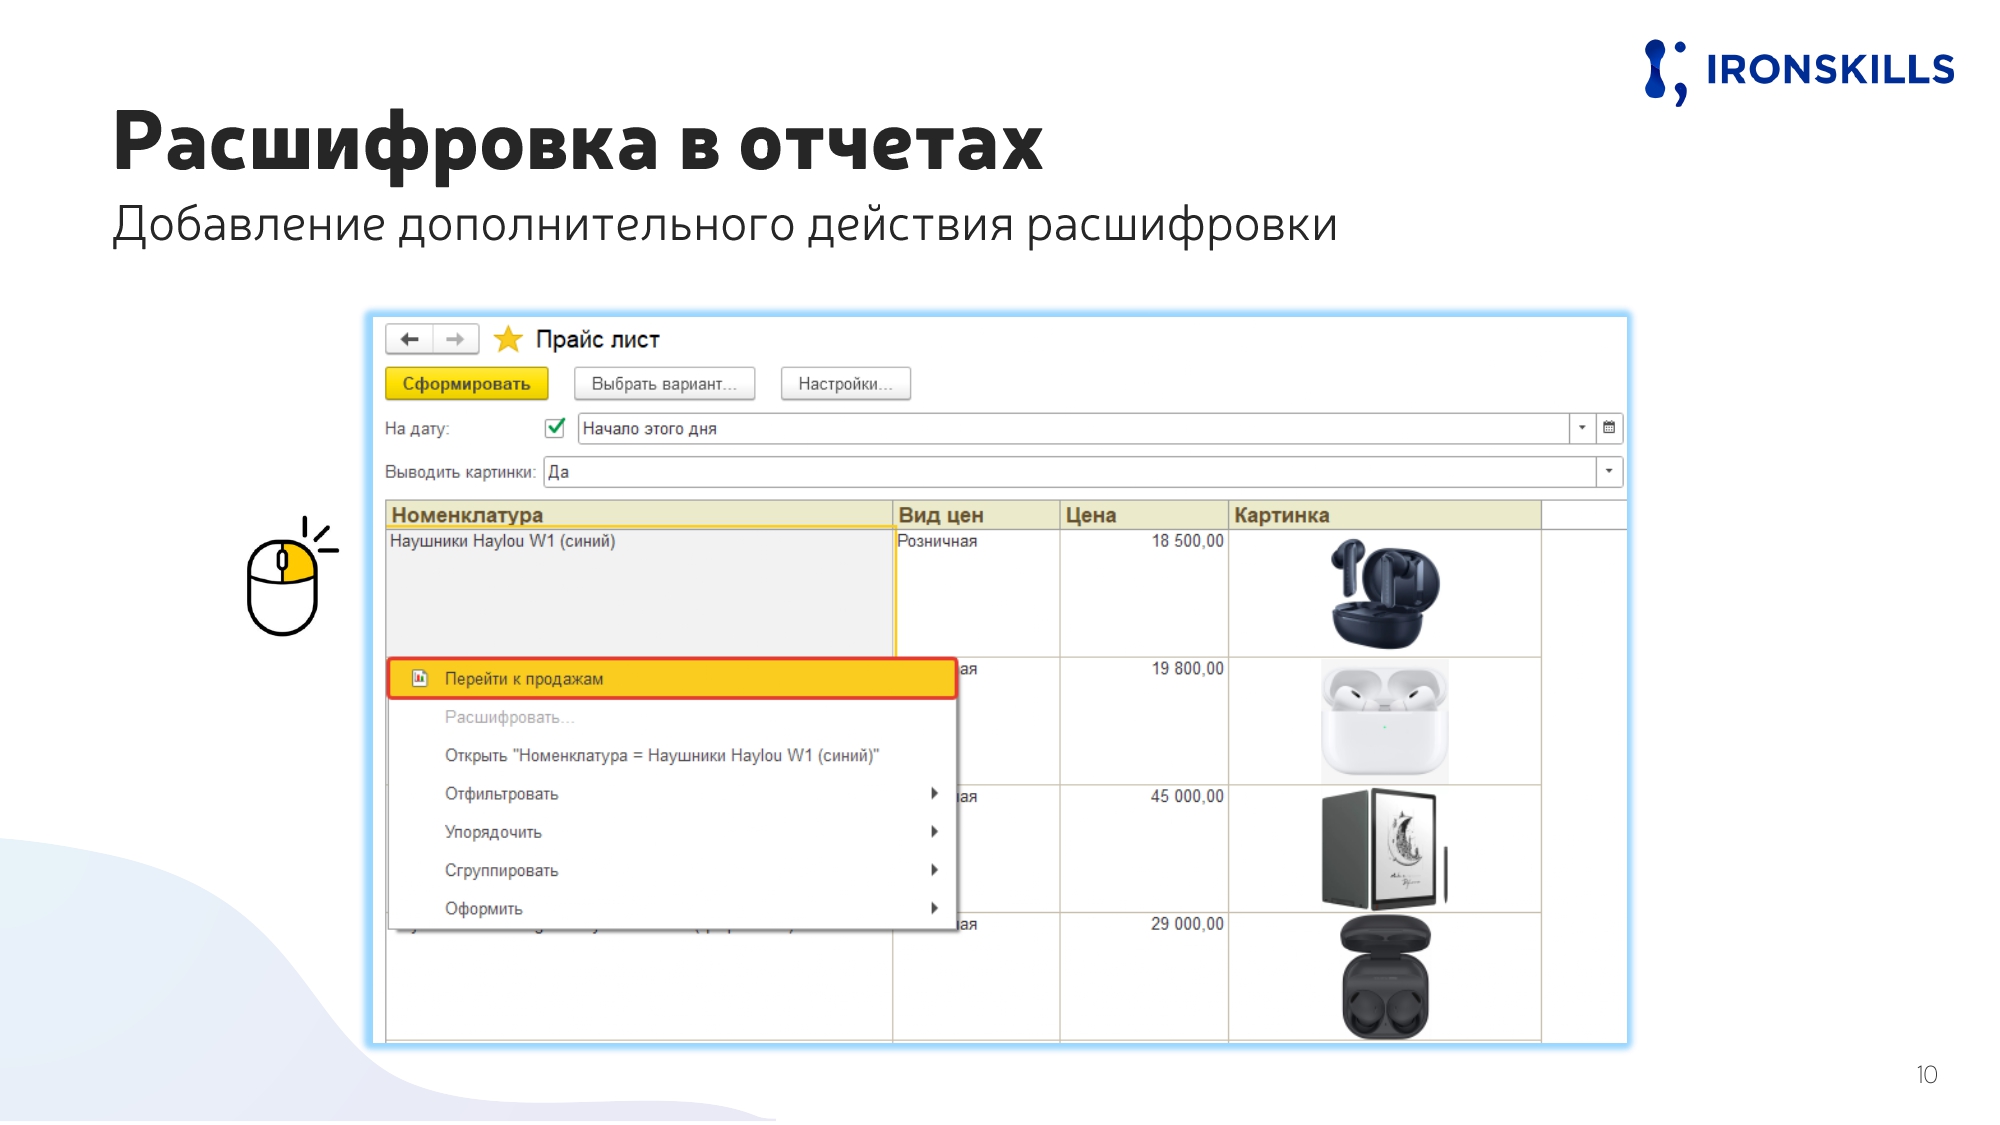 IRONSKILLS
Расшифровка в отчетах
Добавление дополнительного действия расшифровки
Прайс лист
Сформировать Выбрать вариант... Настройки...
На дату: Начало этого дня
Выводить картинки: Да
Номенклатура Вид цен Цена Картинка
Наушники Haylou W1 (синий) Розничная 18 500,00
Перейти к продажам ая 19 800,00
Расшифровать...
Открыть "Номенклатура = Наушники Haylou W1 (синий)"
Отфильтровать ая 45 000,00
Упорядочить
Сгруппировать
Оформить
ая 29 000,00
10